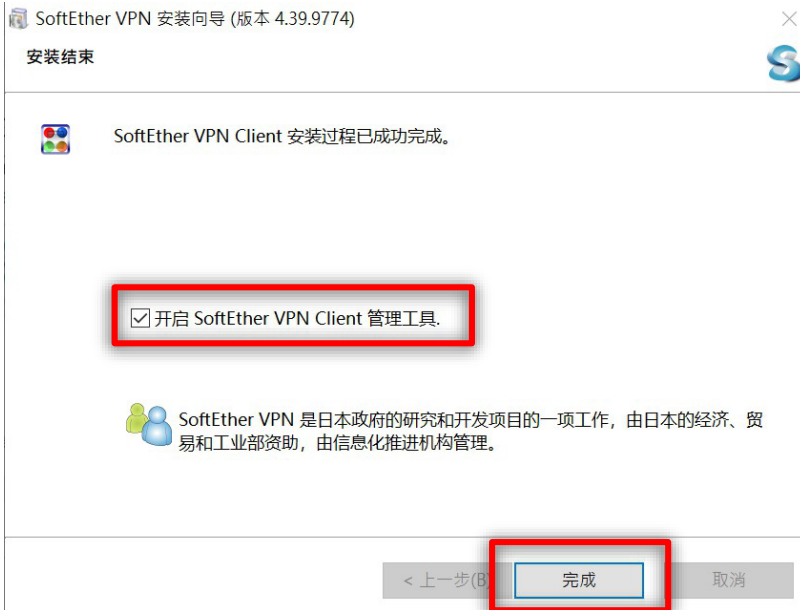 SoftEther VPN 安装向导 (版本 4.39.9774)
安装结束
SoftEther VPN Client 安装过程已成功完成。
开启 SoftEther VPN Client 管理工具.
SoftEther VPN 是日本政府的研究和开发项目的一项工作，由日本的经济、贸
易和工业部资助，由信息化推进机构管理。
< 上一步(B)
完成
取消